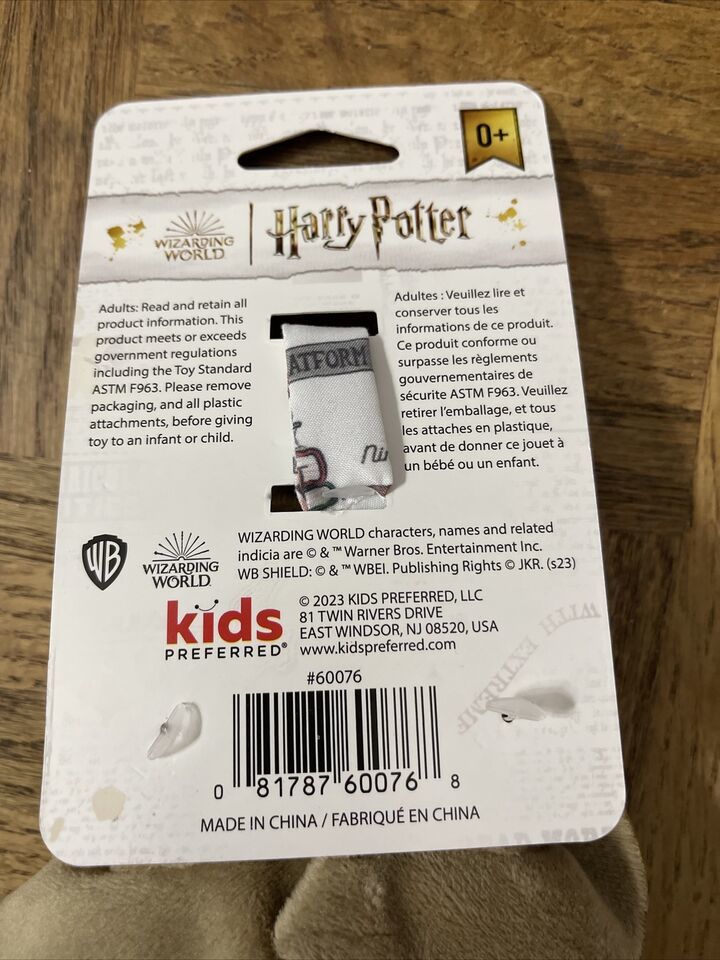 0+
WIZARDING
WORLD
Harry Potter
Adults: Read and retain all
product information. This
product meets or exceeds
government regulations
including the Toy Standard
ASTM F963. Please remove
packaging, and all plastic
attachments, before giving
toy to an infant or child.
ATFORM
Nin
Adultes : Veuillez lire et
conserver tous les
informations de ce produit.
Ce produit conforme ou
surpasse les règlements
gouvernementaires de
sécurite ASTM F963. Veuillez
retirer l'emballage, et tous
les attaches en plastique,
avant de donner ce jouet à
un bébé ou un enfant.
WB
WIZARDING
WORLD
WIZARDING WORLD characters, names and related
indicia are © & ™ Warner Bros. Entertainment Inc.
WB SHIELD: © & ™ WBEI. Publishing Rights © JKR. (s23)
kids
PREFERRED®
© 2023 KIDS PREFERRED, LLC
81 TWIN RIVERS DRIVE
EAST WINDSOR, NJ 08520, USA
www.kidspreferred.com
WITH EXTREME
#60076
0 81787 60076 8
MADE IN CHINA / FABRIQUÉ EN CHINA